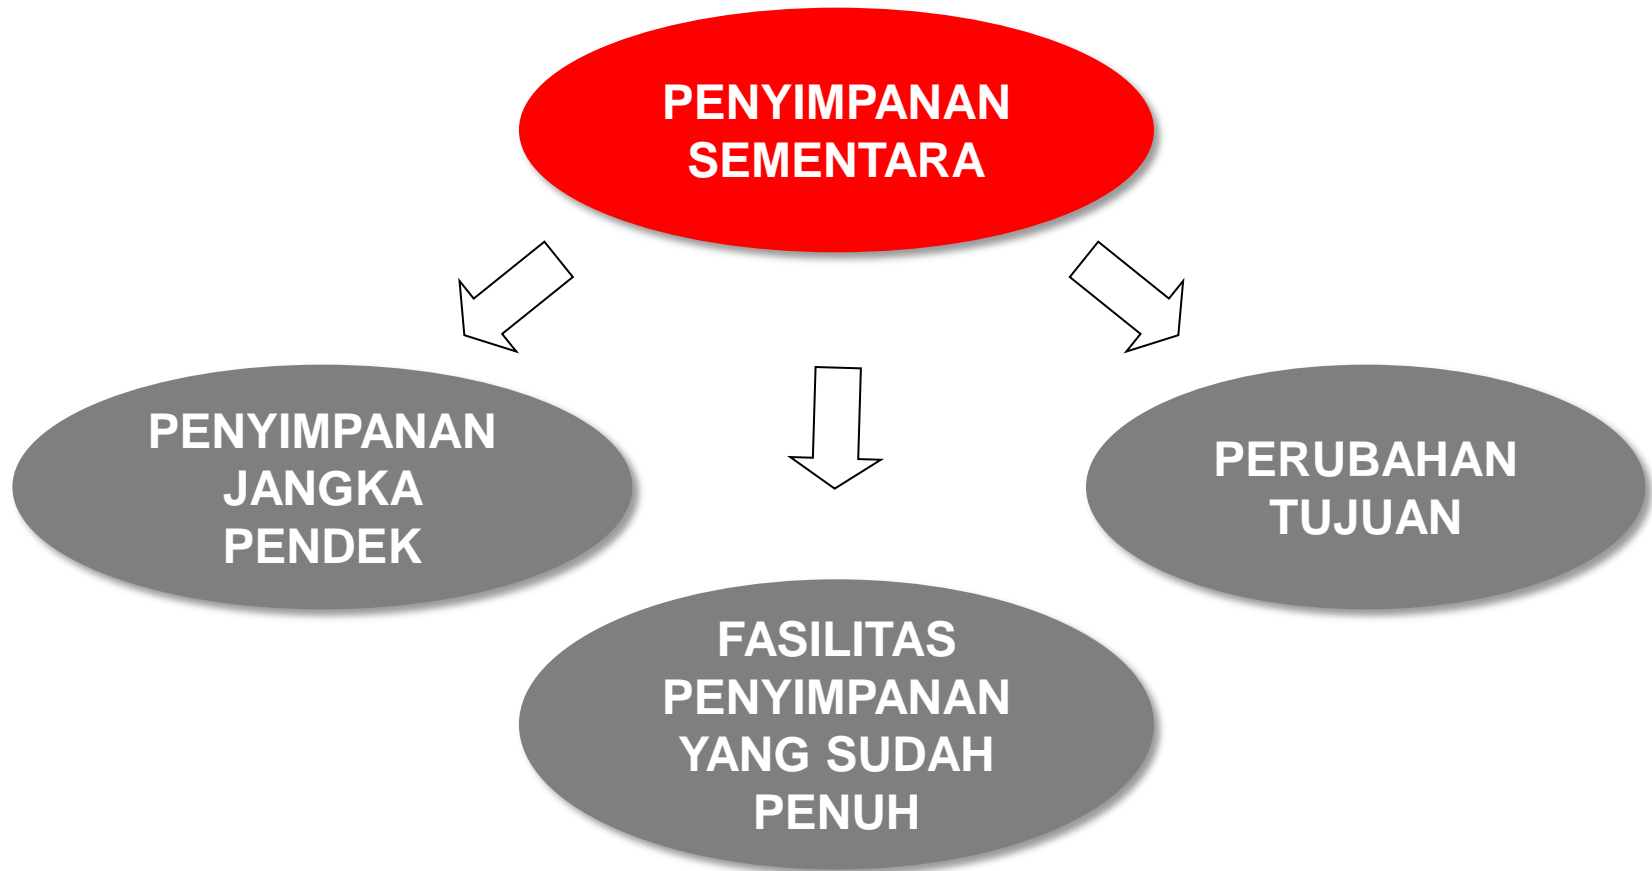 PENYIMPANAN
SEMENTARA
PENYIMPANAN
JANGKA
PENDEK
PERUBAHAN
TUJUAN
FASILITAS
PENYIMPANAN
YANG SUDAH
PENUH